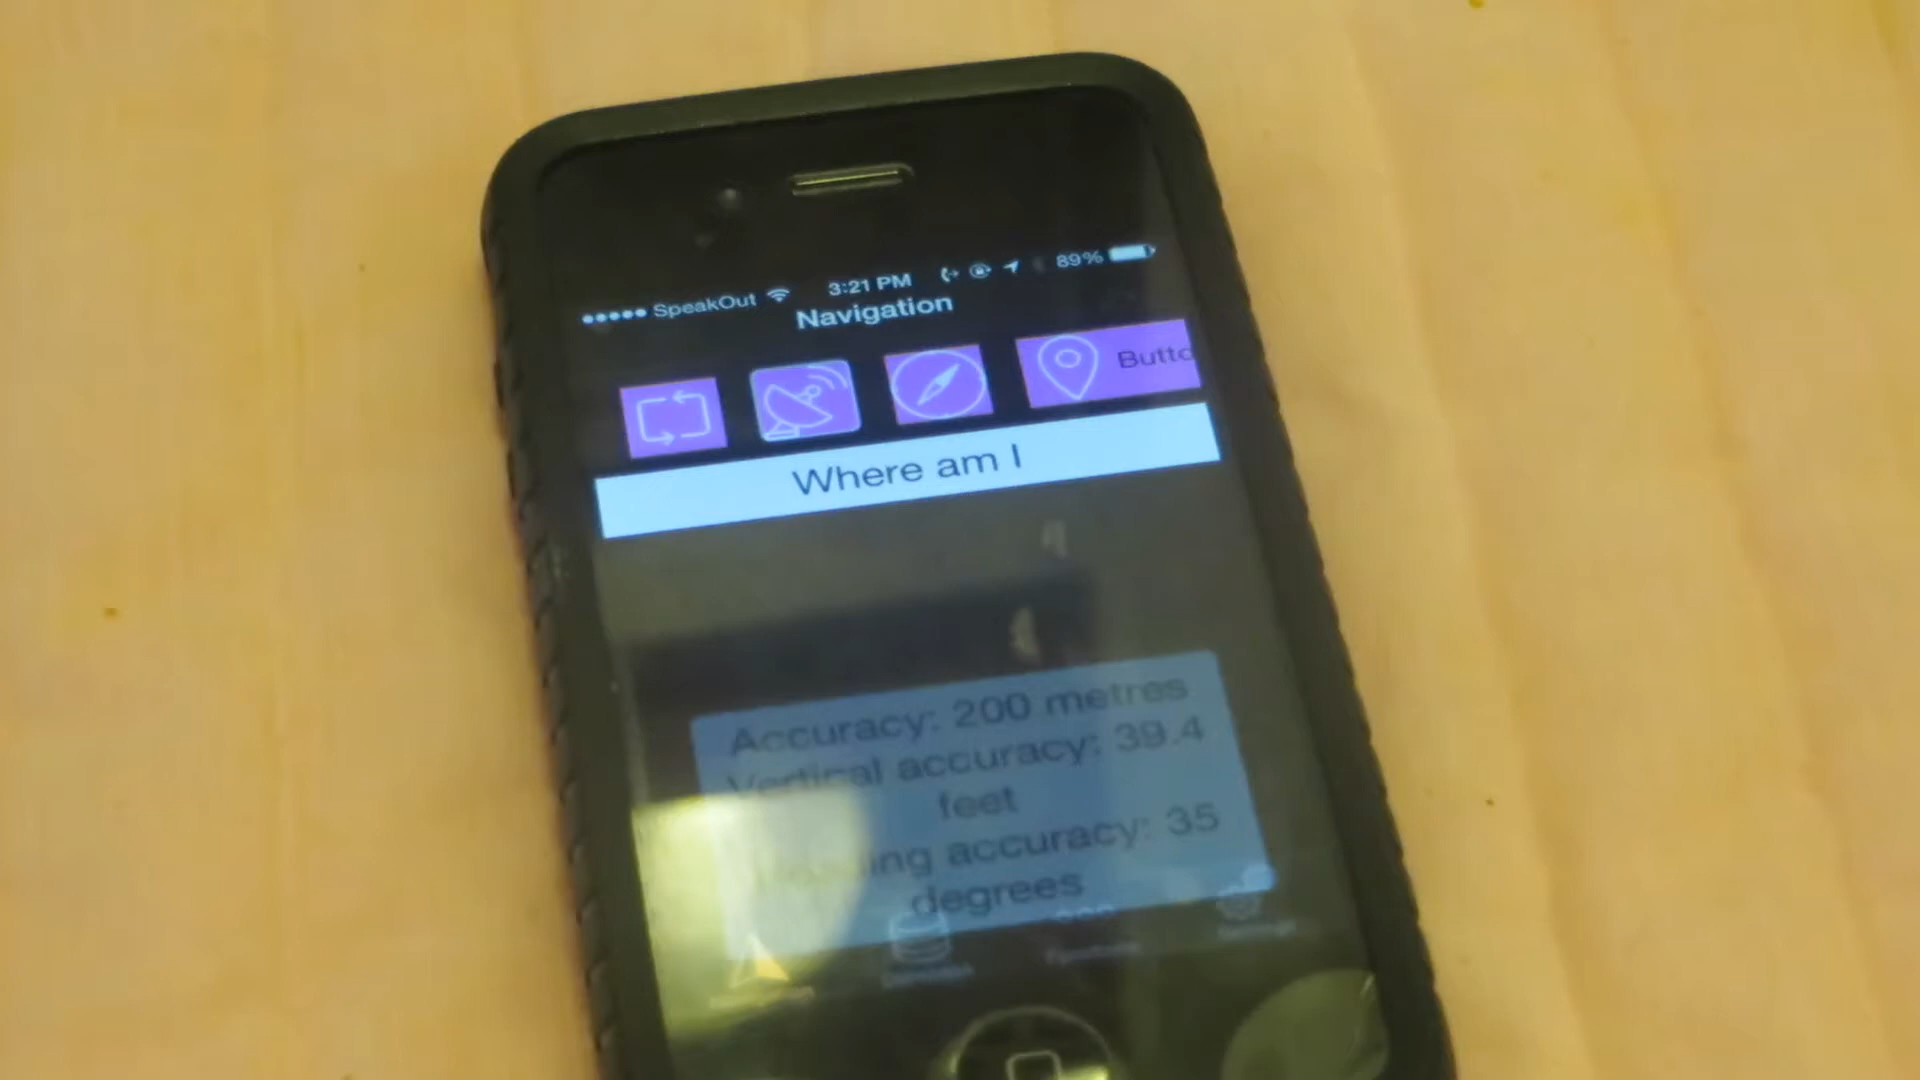 SpeakOut 3:21 PM 89%
Navigation
Butto
Where am I
Accuracy: 200 metres
Vertical accuracy: 39.4
feet
accuracy: 35
degrees